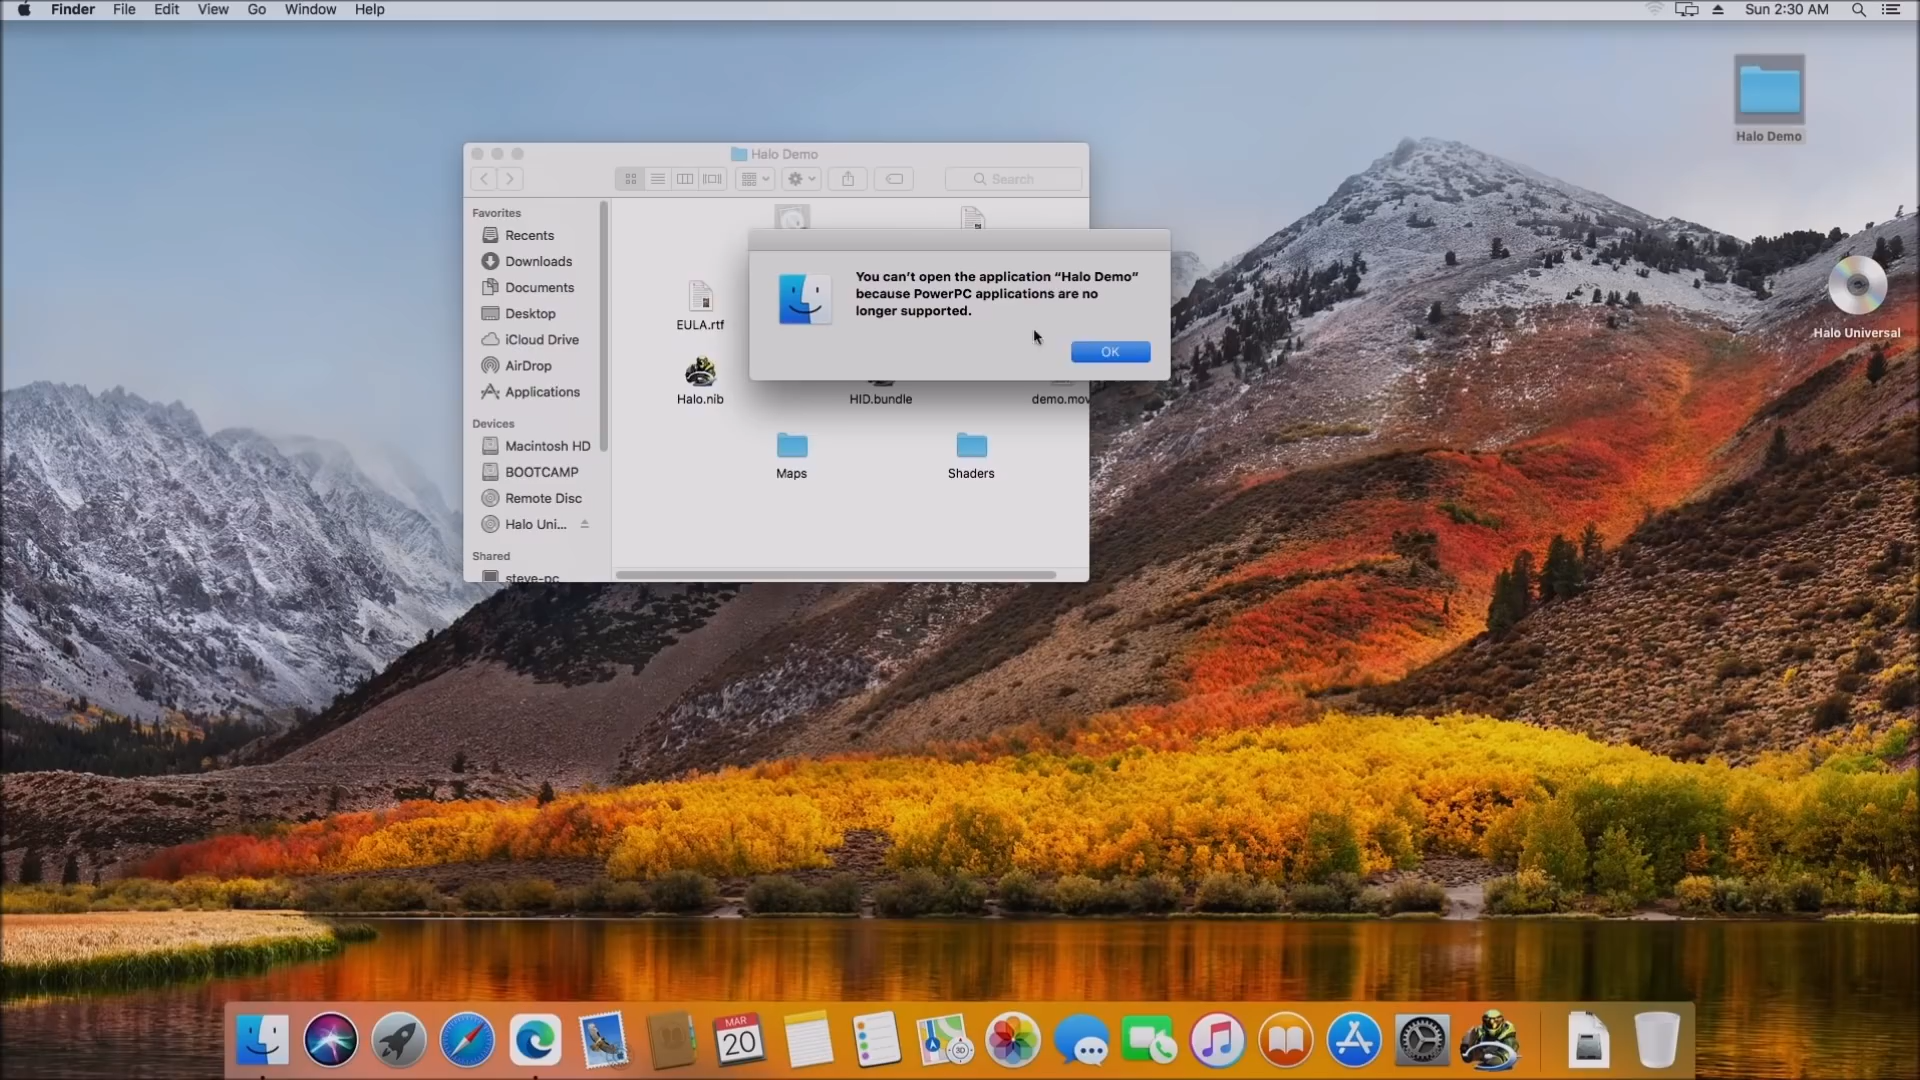 Finder File Edit View Go Window Help
Sun 2:30 AM
Halo Demo
Halo Universal
Halo Demo
Search
Favorites
Recents
Downloads
Documents
Desktop
iCloud Drive
AirDrop
Applications
Devices
Macintosh HD
BOOTCAMP
Remote Disc
Halo Uni...
Shared
steve-pc
EULA.rtf
Halo.nib
HID.bundle
demo.mov
Maps
Shaders
You can’t open the application “Halo Demo”
because PowerPC applications are no
longer supported.
OK
MAR
20
3D